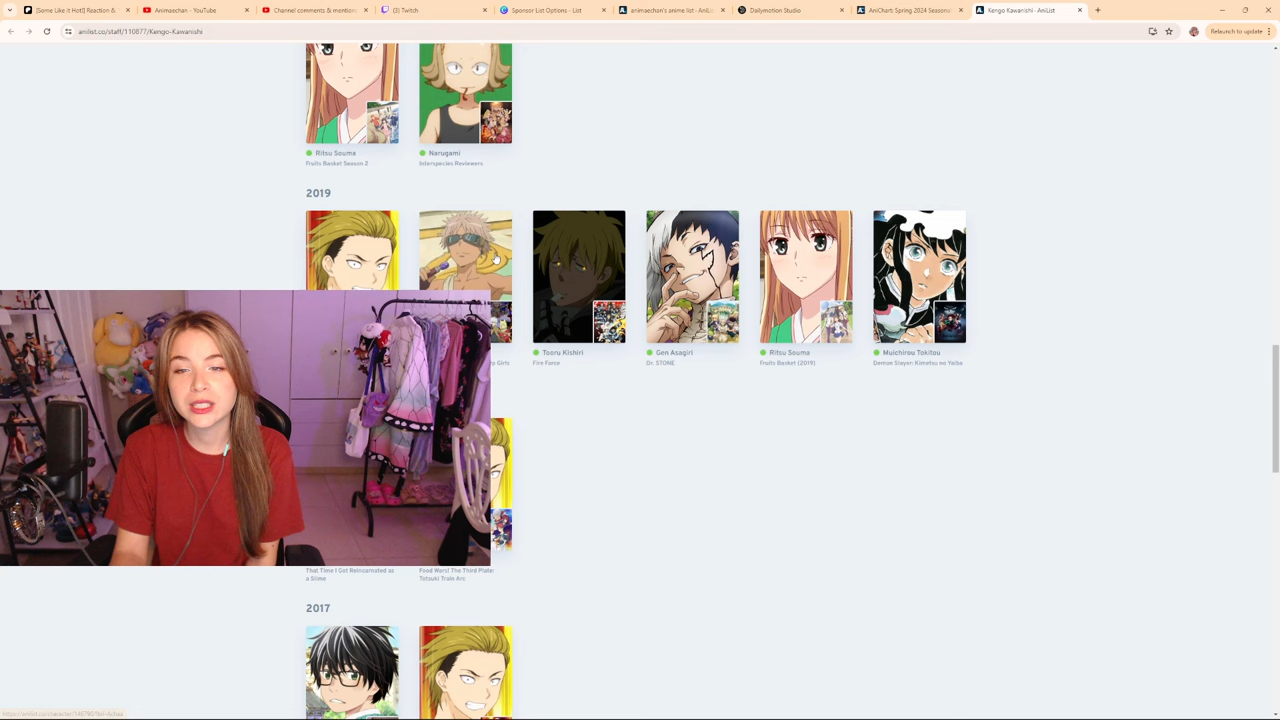 [Some Like it Hot!] Reaction &
Animaechan - YouTube
Channel comments & mentions
(3) Twitch
Sponsor List Options - List
animaechan's anime list · AniLis
Dailymotion Studio
AniChart: Spring 2024 Seasonal
Kengo Kawanishi · AniList
anilist.co/staff/110877/Kengo-Kawanishi
Relaunch to update
Ritsu Souma
Fruits Basket Season 2
Narugami
Interspecies Reviewers
2019
Girls
Tooru Kishiri
Fire Force
Gen Asagiri
Dr. STONE
Ritsu Souma
Fruits Basket (2019)
Muichirou Tokitou
Demon Slayer: Kimetsu no Yaiba
That Time I Got Reincarnated as
a Slime
Food Wars! The Third Plate:
Totsuki Train Arc
2017